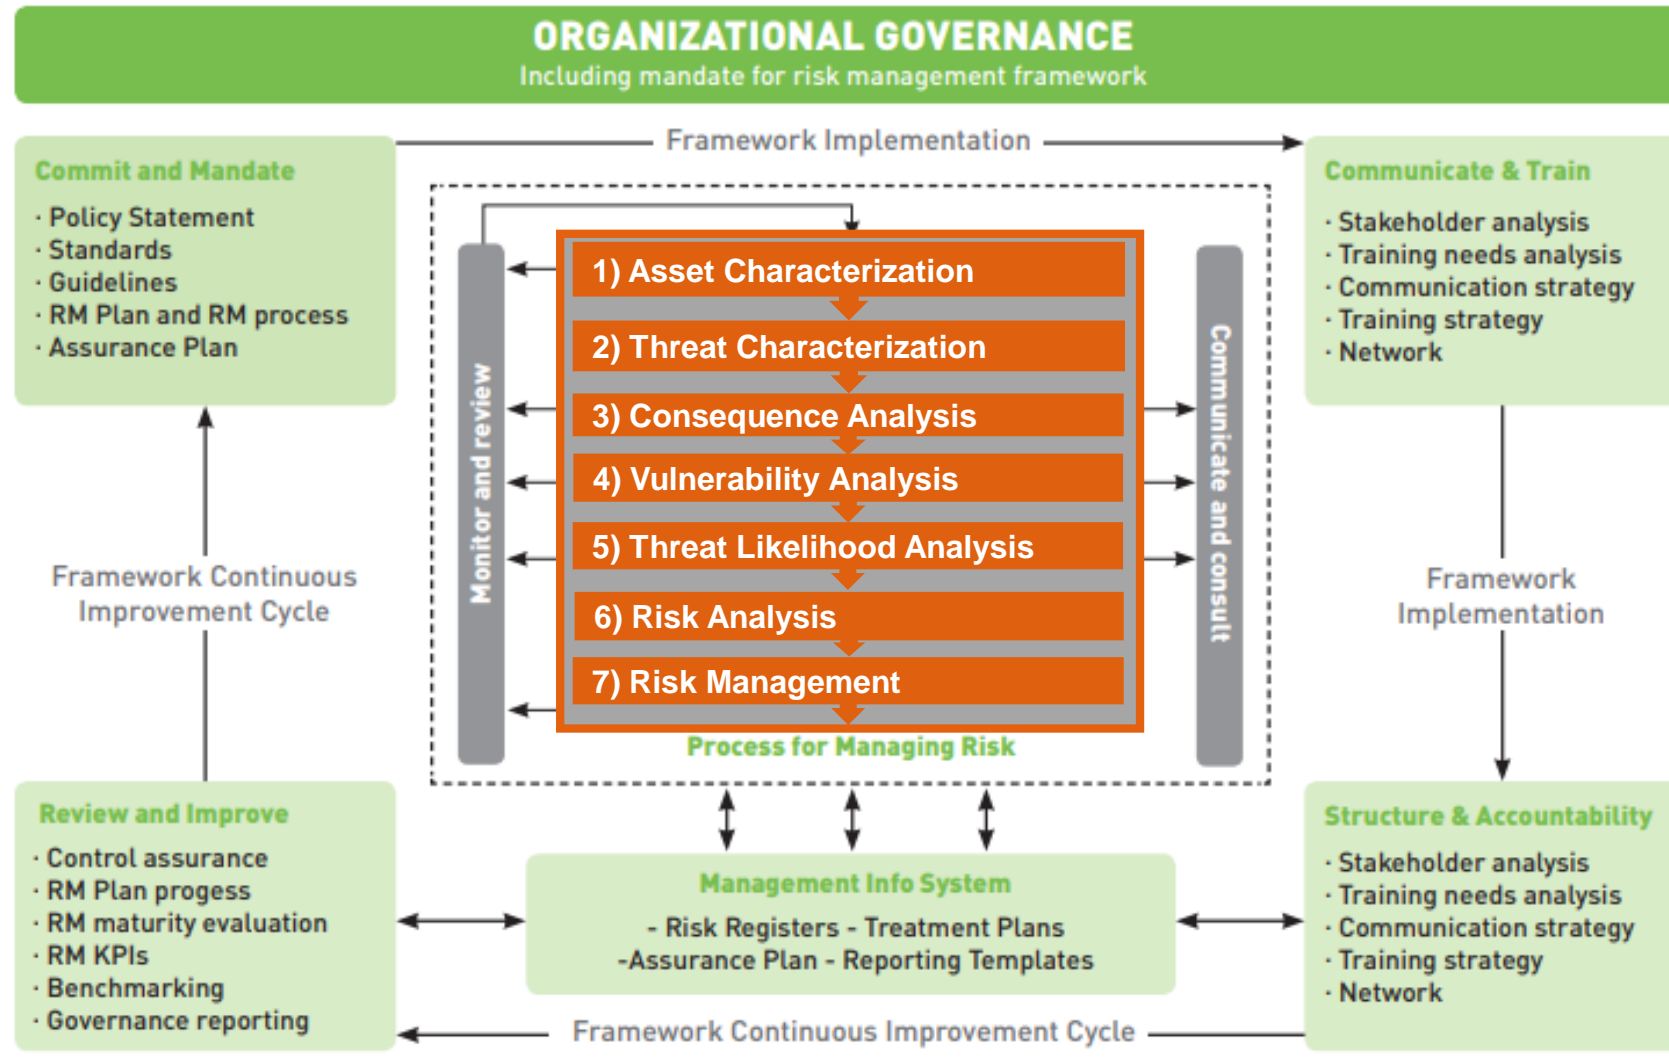 ORGANIZATIONAL GOVERNANCE
Including mandate for risk management framework
Framework Implementation
Commit and Mandate
· Policy Statement
· Standards
· Guidelines
· RM Plan and RM process
· Assurance Plan
Communicate & Train
· Stakeholder analysis
· Training needs analysis
· Communication strategy
· Training strategy
· Network
Monitor and review
1) Asset Characterization
2) Threat Characterization
3) Consequence Analysis
4) Vulnerability Analysis
5) Threat Likelihood Analysis
6) Risk Analysis
7) Risk Management
Process for Managing Risk
Communicate and consult
Framework Continuous
Improvement Cycle
Framework
Implementation
Review and Improve
· Control assurance
· RM Plan progess
· RM maturity evaluation
· RM KPIs
· Benchmarking
· Governance reporting
Management Info System
- Risk Registers - Treatment Plans
-Assurance Plan - Reporting Templates
Structure & Accountability
· Stakeholder analysis
· Training needs analysis
· Communication strategy
· Training strategy
· Network
Framework Continuous Improvement Cycle